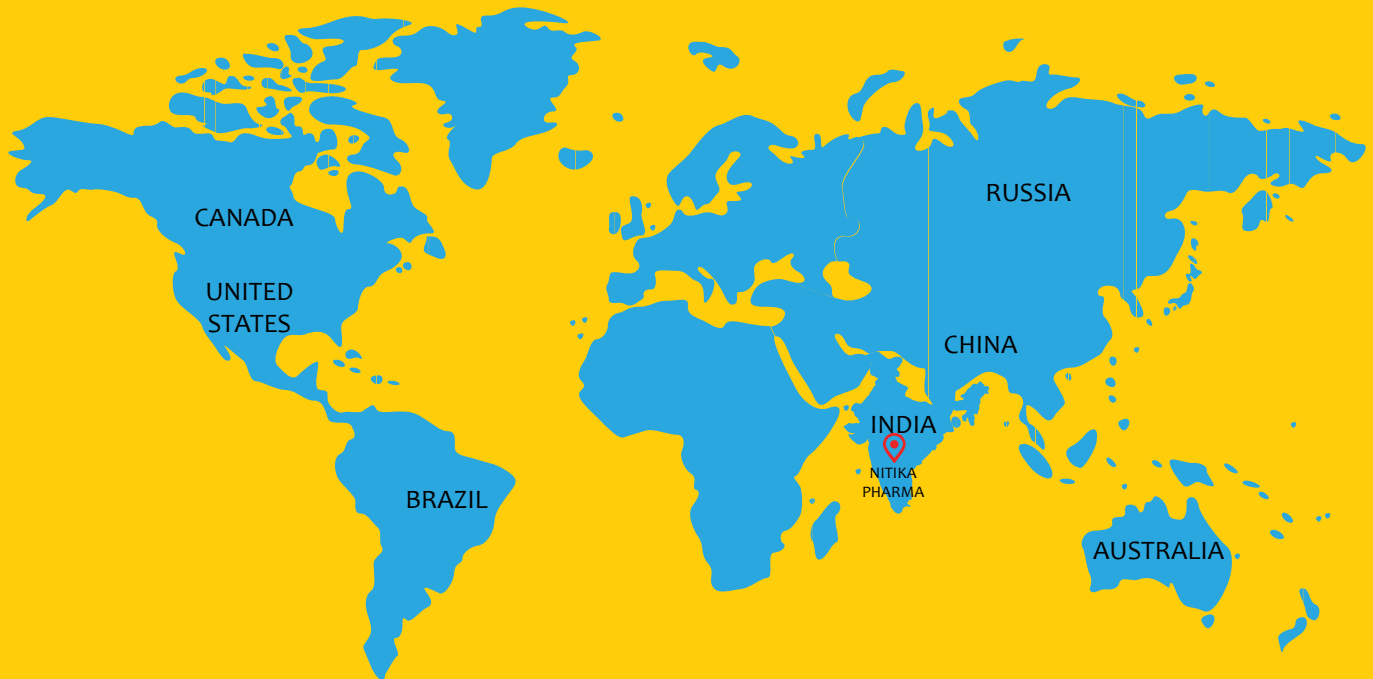 RUSSIA
CANADA
UNITED
STATES
CHINA
INDIA
NITIKA
PHARMA
BRAZIL
AUSTRALIA